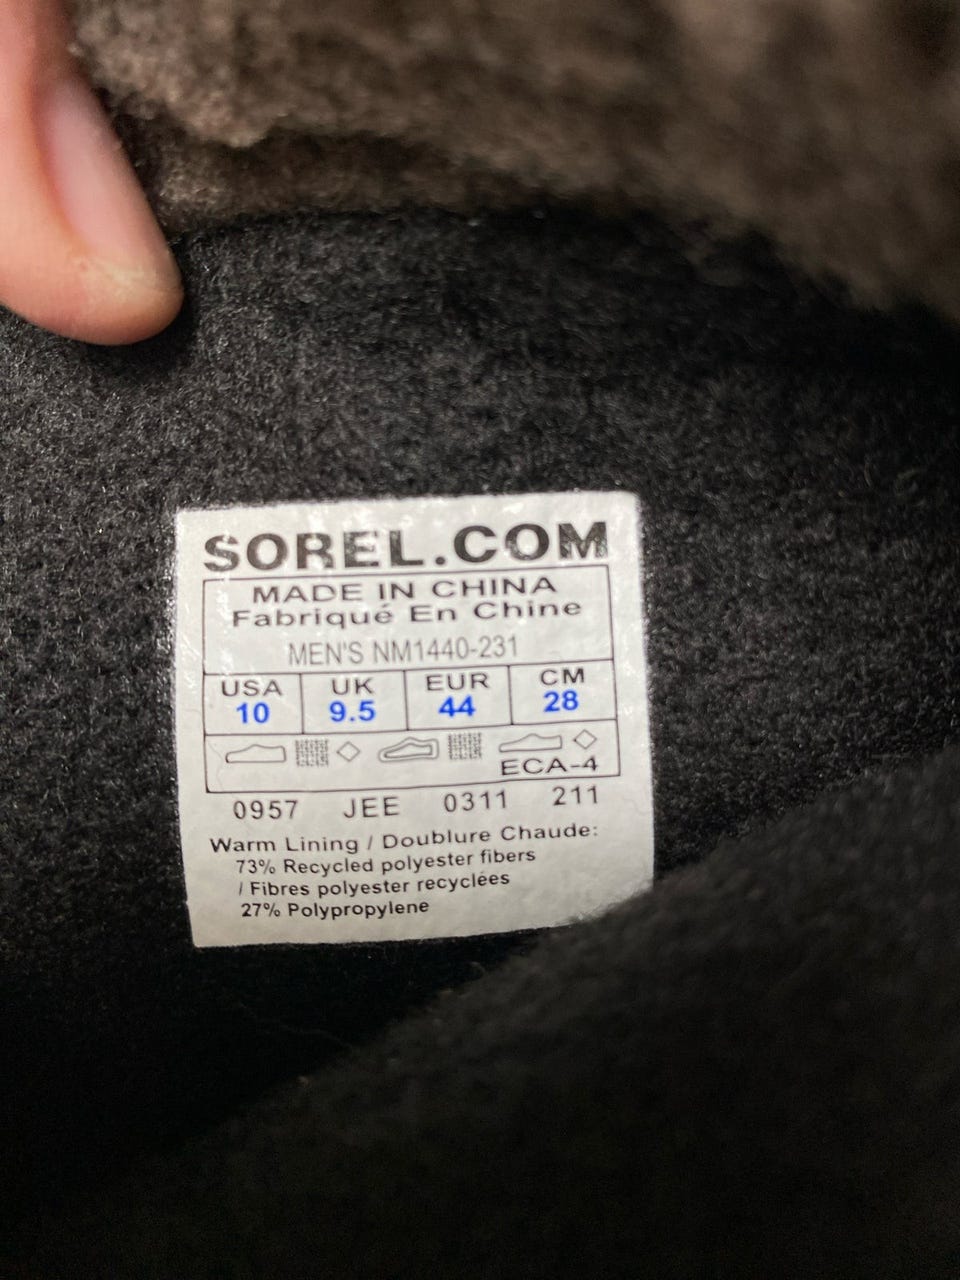 SOREL.COM
MADE IN CHINA
Fabriqué En Chine
MEN'S NM1440-231
USA UK EUR CM
10 9.5 44 28
ECA-4
0957 JEE 0311 211
Warm Lining / Doublure Chaude:
73% Recycled polyester fibers
/ Fibres polyester recyclées
27% Polypropylene